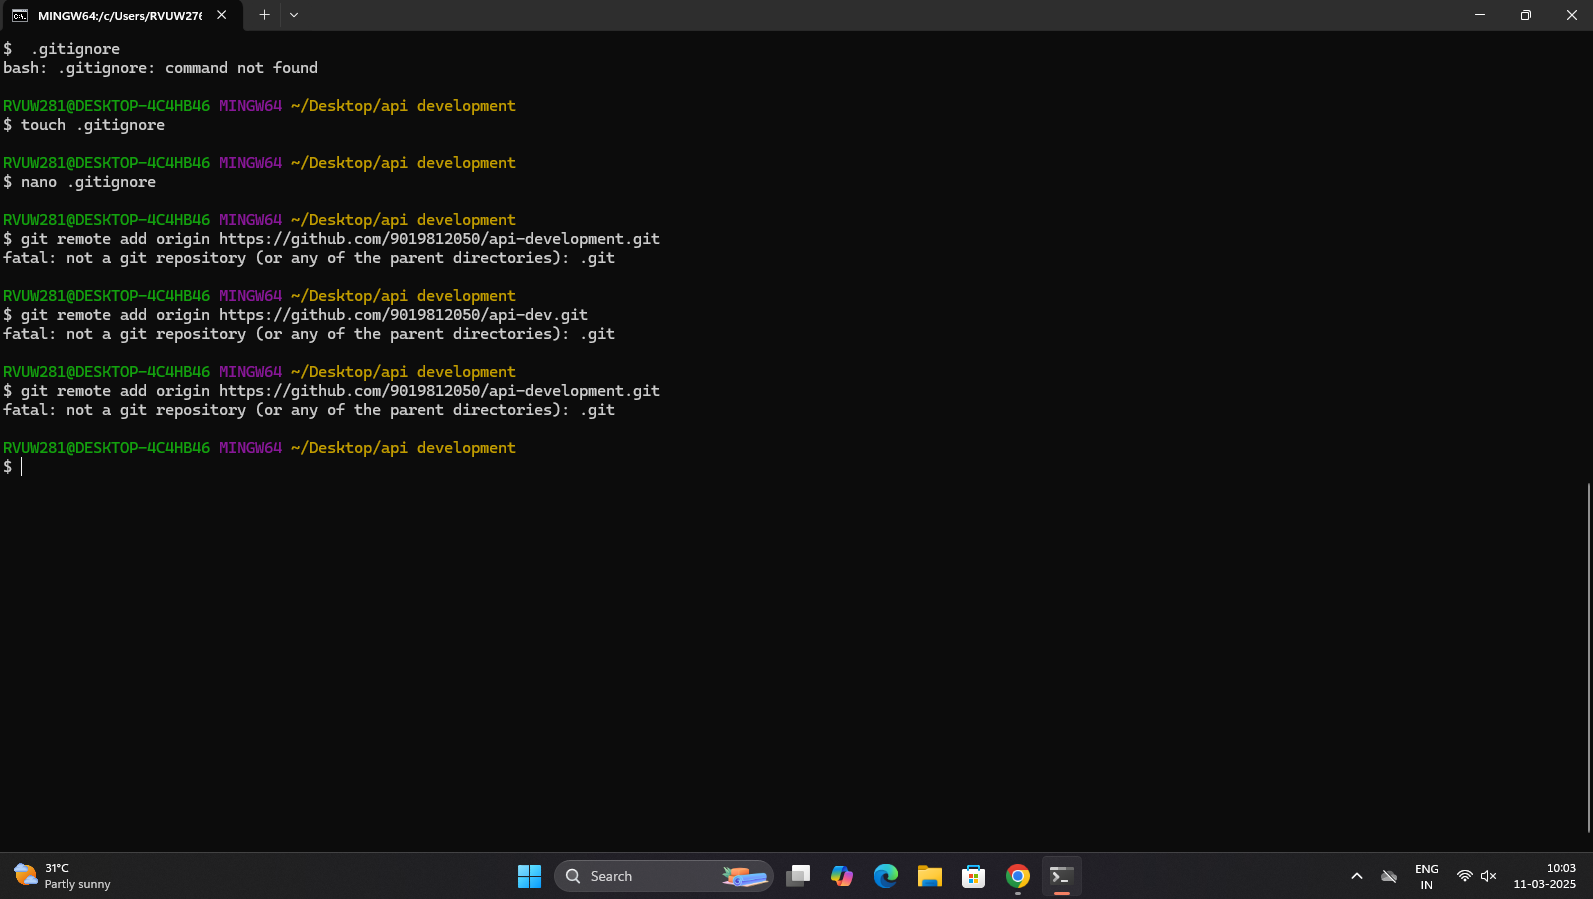 MINGW64:/c/Users/RVUW276
$  .gitignore
bash: .gitignore: command not found
RVUW281@DESKTOP-4C4HB46 MINGW64 ~/Desktop/api development
$ touch .gitignore
RVUW281@DESKTOP-4C4HB46 MINGW64 ~/Desktop/api development
$ nano .gitignore
RVUW281@DESKTOP-4C4HB46 MINGW64 ~/Desktop/api development
$ git remote add origin https://github.com/9019812050/api-development.git
fatal: not a git repository (or any of the parent directories): .git
RVUW281@DESKTOP-4C4HB46 MINGW64 ~/Desktop/api development
$ git remote add origin https://github.com/9019812050/api-dev.git
fatal: not a git repository (or any of the parent directories): .git
RVUW281@DESKTOP-4C4HB46 MINGW64 ~/Desktop/api development
$ git remote add origin https://github.com/9019812050/api-development.git
fatal: not a git repository (or any of the parent directories): .git
RVUW281@DESKTOP-4C4HB46 MINGW64 ~/Desktop/api development
$
31°C
Partly sunny
Search
ENG
IN
10:03
11-03-2025